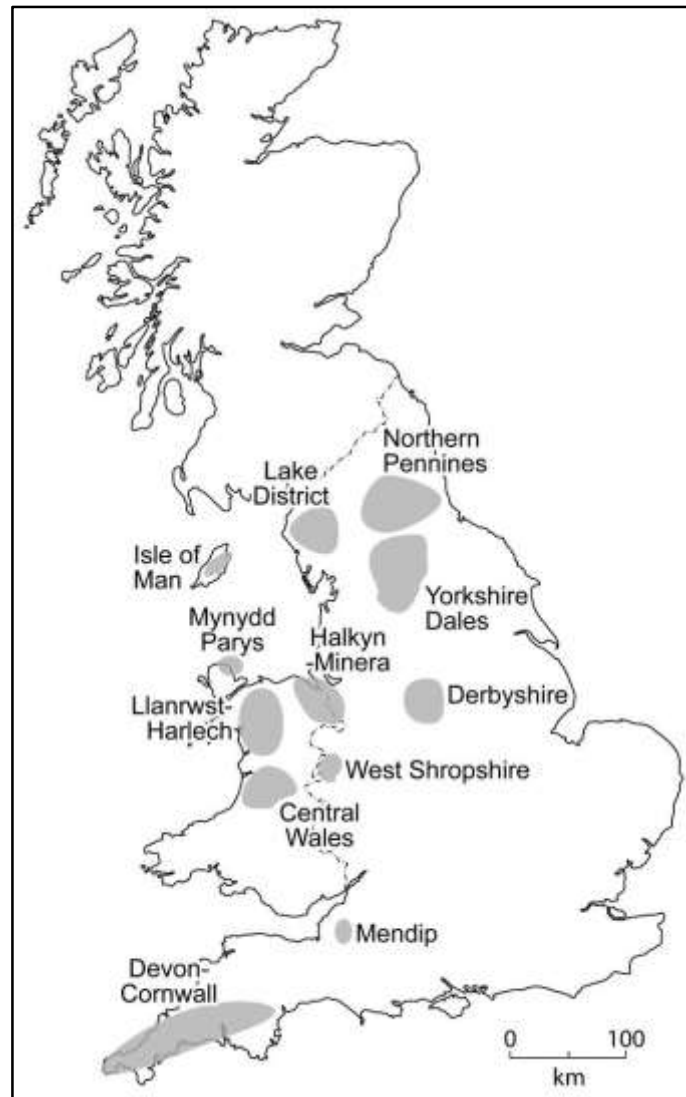 Northern
Pennines
Lake
District
Isle of
Man
Yorkshire
Dales
Mynydd
Parys
Halkyn
-Minera
Llanrwst-
Harlech
Derbyshire
West Shropshire
Central
Wales
Mendip
Devon-
Cornwall
0 100
km